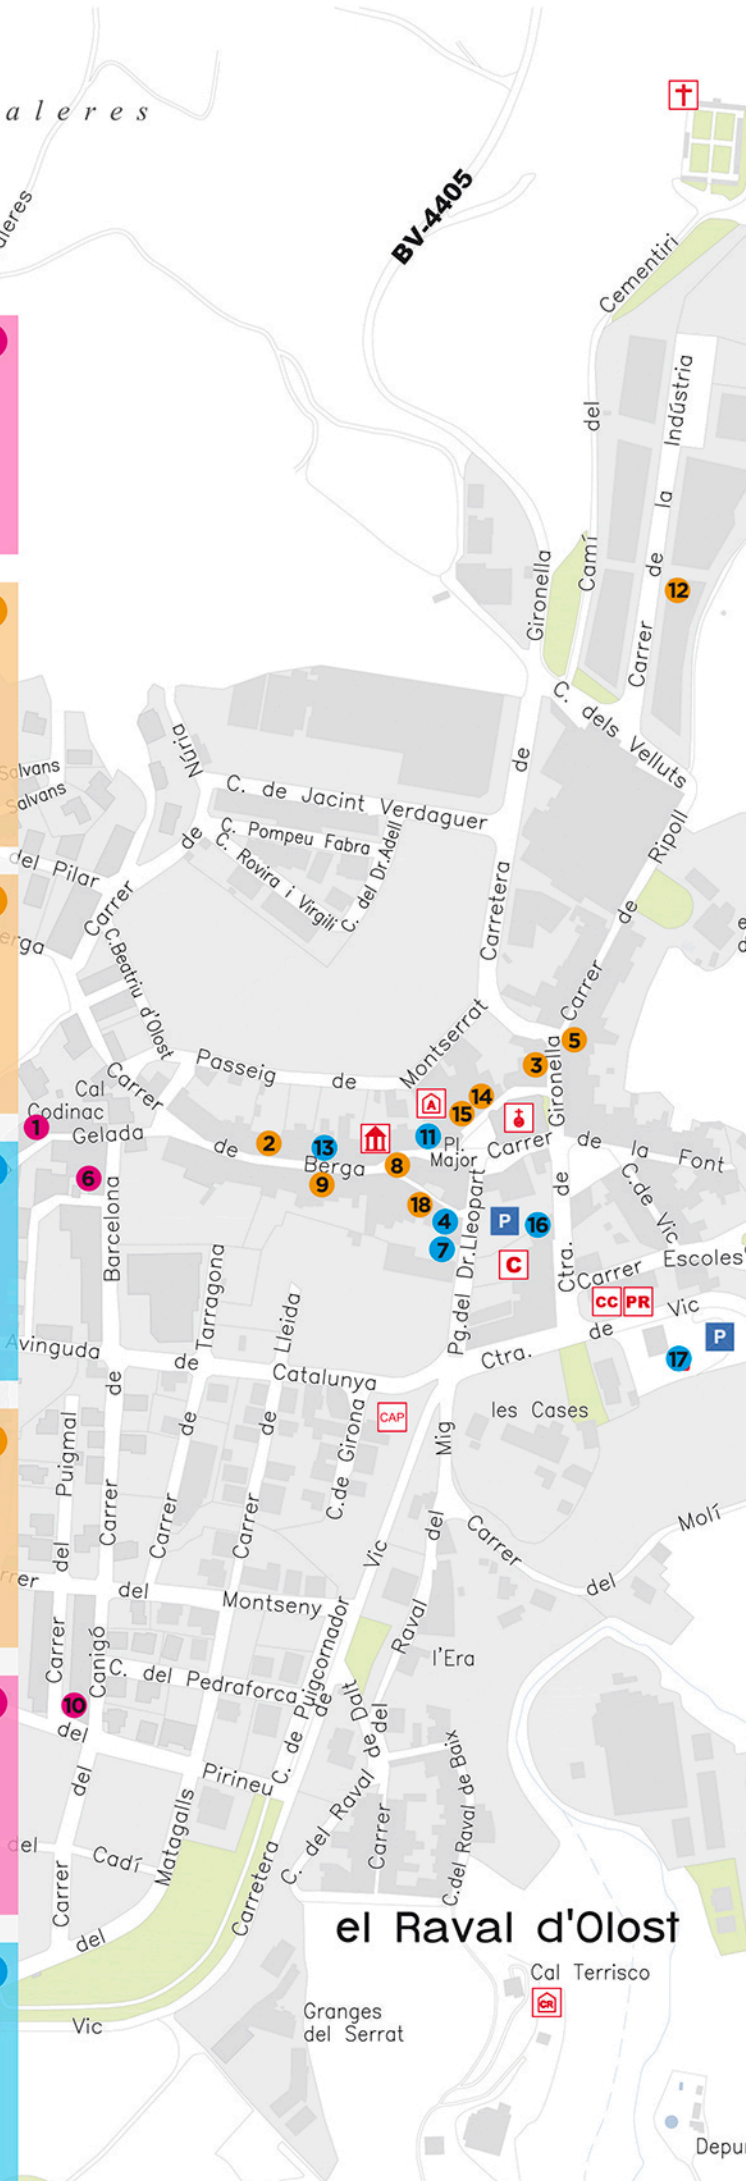 aleres
BV-4405
Cementiri
del
Camí
Carrer de la Indústria
12
Gironella
de
Carretera
C. dels Velluts
Núria
de
Carrer
Salvans
Salvans
C. de Jacint Verdaguer
C. Pompeu Fabra
C. Rovira i Virgili
C. del Dr.Adell
Ripoll
de
Carrer
del Pilar
C.Beatriu d'Olost
Passeig de Montserrat
5
3
14
15
A
Gironella
de
Ctra.
Cal
Codinac
1
Gelada
Carrer
de
Berga
2
13
11
Pl.
Major
8
9
6
18
4
7
Carrer de la Font
C.de Vic
P
16
C
Pg.del Dr.Lleopart
Carrer Escoles
CC PR
Ctra. de Vic
P
17
Barcelona
de
Carrer
Tarragona
de
Carrer
Lleida
de
Carrer
Avinguda de Catalunya
CAP
C.de Girona
les Cases
Mig
del
Raval
Carrer del Molí
Puigmal
del
Carrer
del Montseny
Vic
de
Carretera
C. de Puigcornador
l'Era
Canigó
del
Carrer
C. del Pedraforca
10
del
Pirineu
C. del Raval de Dalt
del
Carrer
C.del Raval de Baix
Matagalls
del
del Cadí
Vic
el Raval d'Olost
Cal Terrisco
CR
Granges
del Serrat